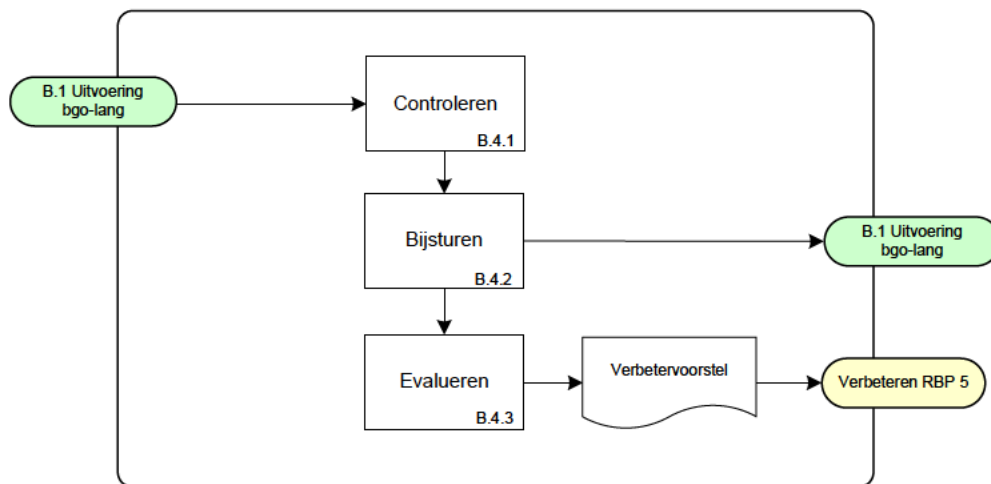 B.1 Uitvoering
bgo-lang
Controleren
B.4.1
Bijsturen
B.4.2
B.1 Uitvoering
bgo-lang
Evalueren
B.4.3
Verbetervoorstel
Verbeteren RBP 5